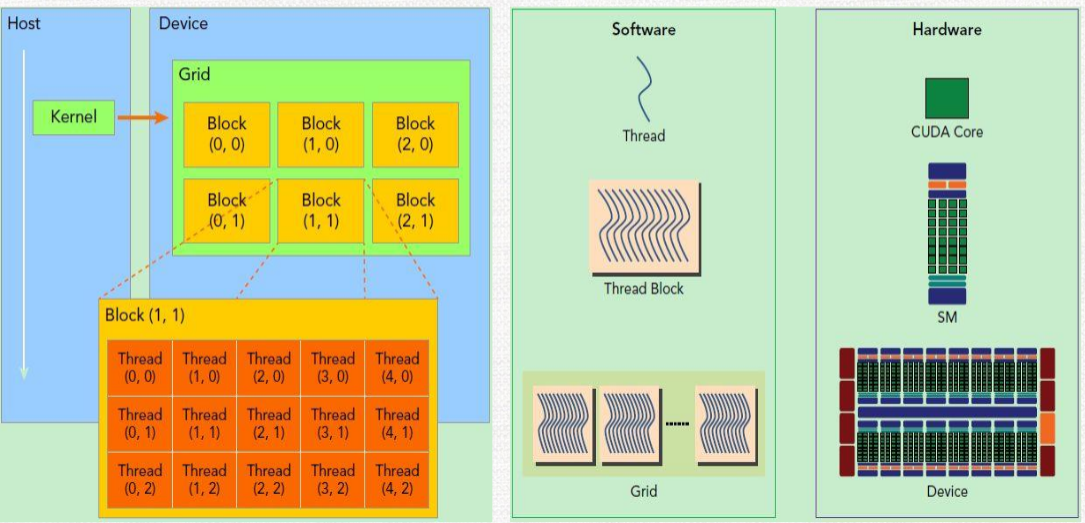 Host
Device
Kernel
Grid
Block
(0, 0)
Block
(1, 0)
Block
(2, 0)
Block
(0, 1)
Block
(1, 1)
Block
(2, 1)
Block (1, 1)
Thread
(0, 0)
Thread
(1, 0)
Thread
(2, 0)
Thread
(3, 0)
Thread
(4, 0)
Thread
(0, 1)
Thread
(1, 1)
Thread
(2, 1)
Thread
(3, 1)
Thread
(4, 1)
Thread
(0, 2)
Thread
(1, 2)
Thread
(2, 2)
Thread
(3, 2)
Thread
(4, 2)
Software
Thread
Thread Block
Grid
Hardware
CUDA Core
SM
Device